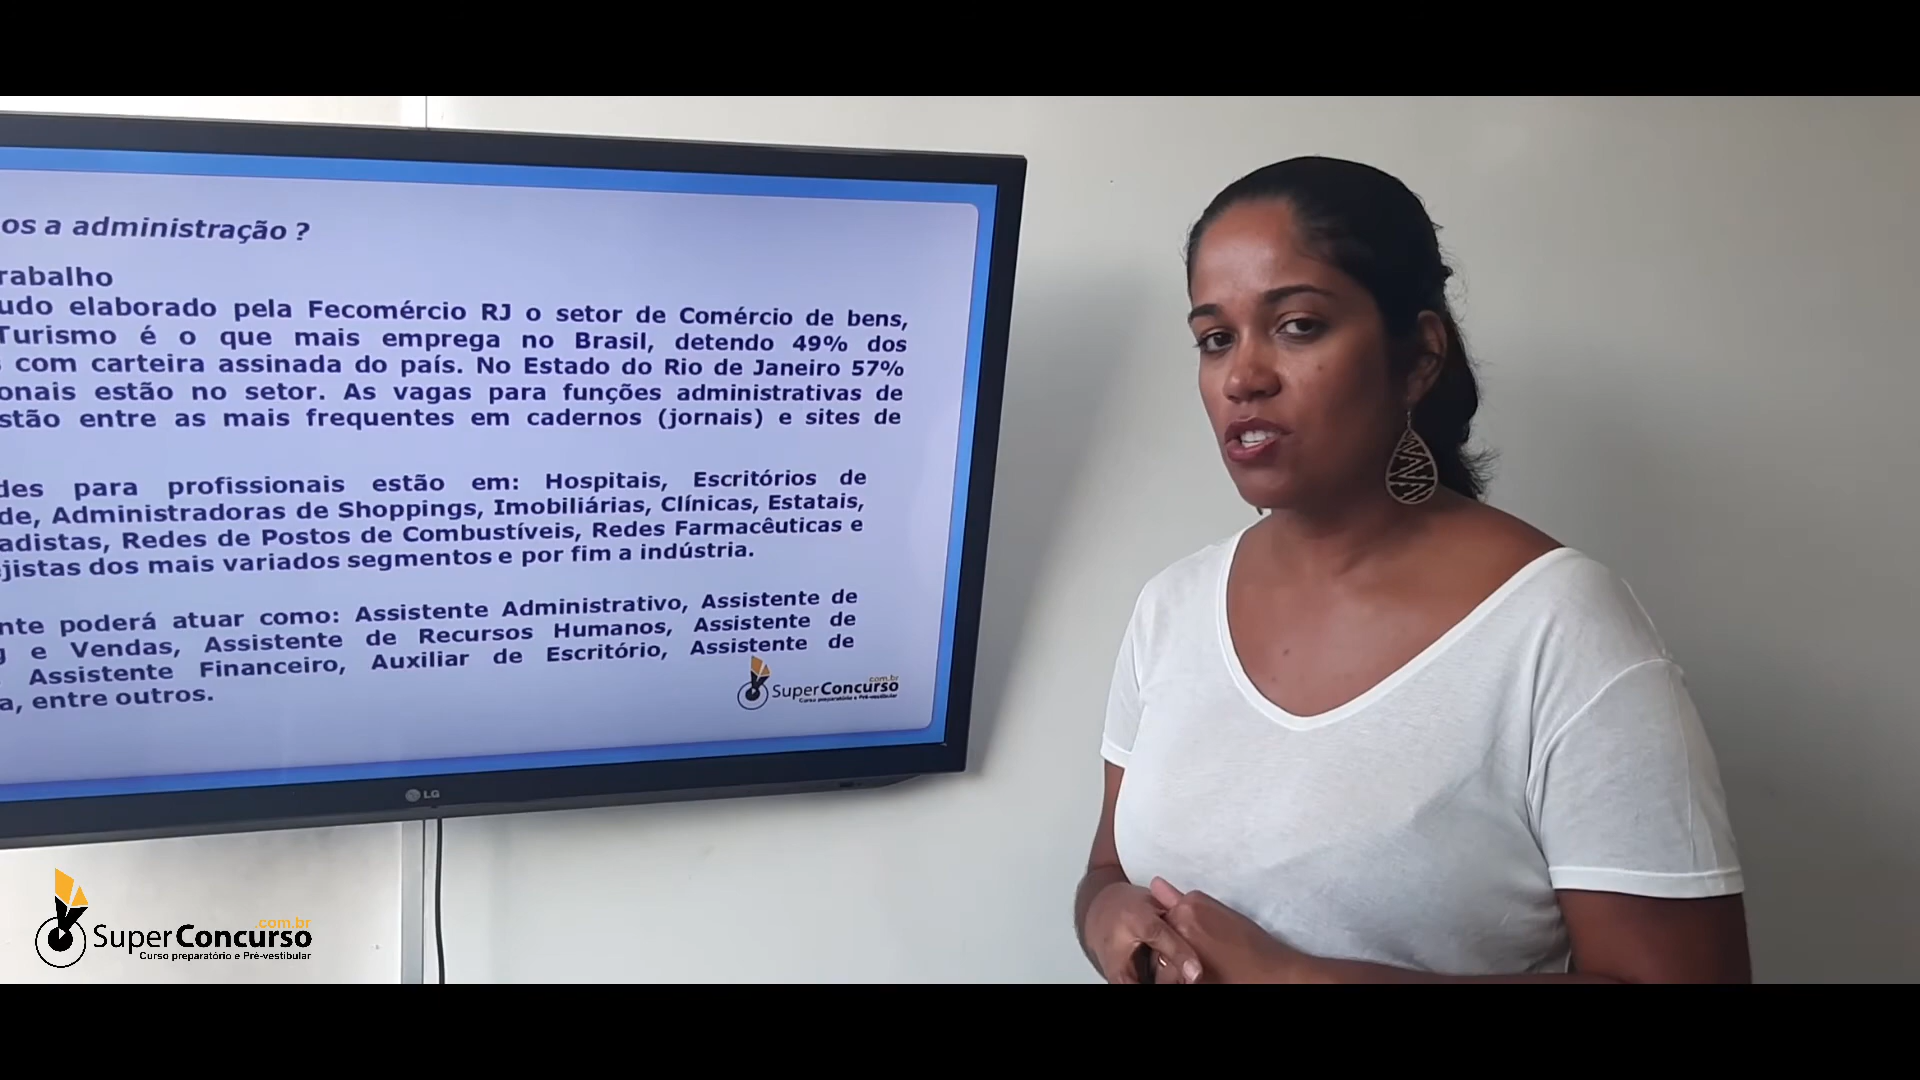 os a administração ?
rabalho
udo elaborado pela Fecomércio RJ o setor de Comércio de bens,
Turismo é o que mais emprega no Brasil, detendo 49% dos
com carteira assinada do país. No Estado do Rio de Janeiro 57%
onais estão no setor. As vagas para funções administrativas de
stão entre as mais frequentes em cadernos (jornais) e sites de
des para profissionais estão em: Hospitais, Escritórios de
de, Administradoras de Shoppings, Imobiliárias, Clínicas, Estatais,
adistas, Redes de Postos de Combustíveis, Redes Farmacêuticas e
jistas dos mais variados segmentos e por fim a indústria.
nte poderá atuar como: Assistente Administrativo, Assistente de
g e Vendas, Assistente de Recursos Humanos, Assistente de
Assistente Financeiro, Auxiliar de Escritório, Assistente de
a, entre outros.
.com.br
SuperConcurso
Curso preparatório e Pré-vestibular
LG
.com.br
SuperConcurso
Curso preparatório e Pré-vestibular